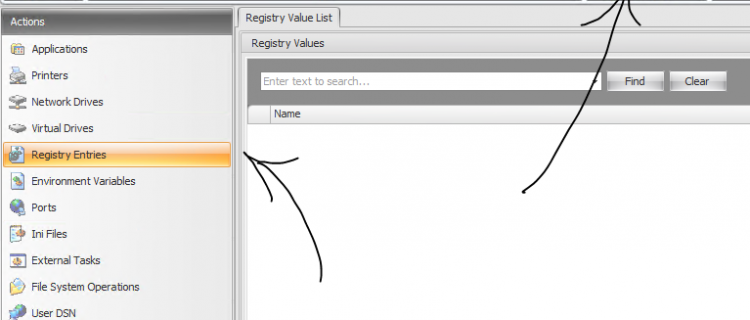 Actions
Applications
Printers
Network Drives
Virtual Drives
Registry Entries
Environment Variables
Ports
Ini Files
External Tasks
File System Operations
User DSN
Registry Value List
Registry Values
Enter text to search...
Find
Clear
Name